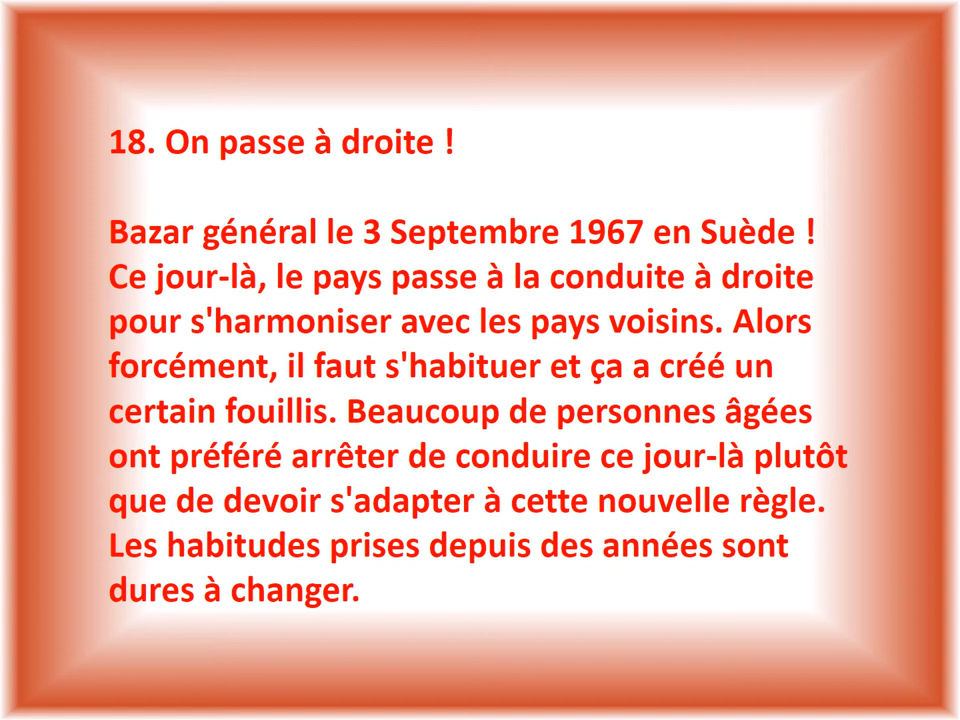 18. On passe à droite !
Bazar général le 3 Septembre 1967 en Suède !
Ce jour-là, le pays passe à la conduite à droite
pour s'harmoniser avec les pays voisins. Alors
forcément, il faut s'habituer et ça a créé un
certain fouillis. Beaucoup de personnes âgées
ont préféré arrêter de conduire ce jour-là plutôt
que de devoir s'adapter à cette nouvelle règle.
Les habitudes prises depuis des années sont
dures à changer.